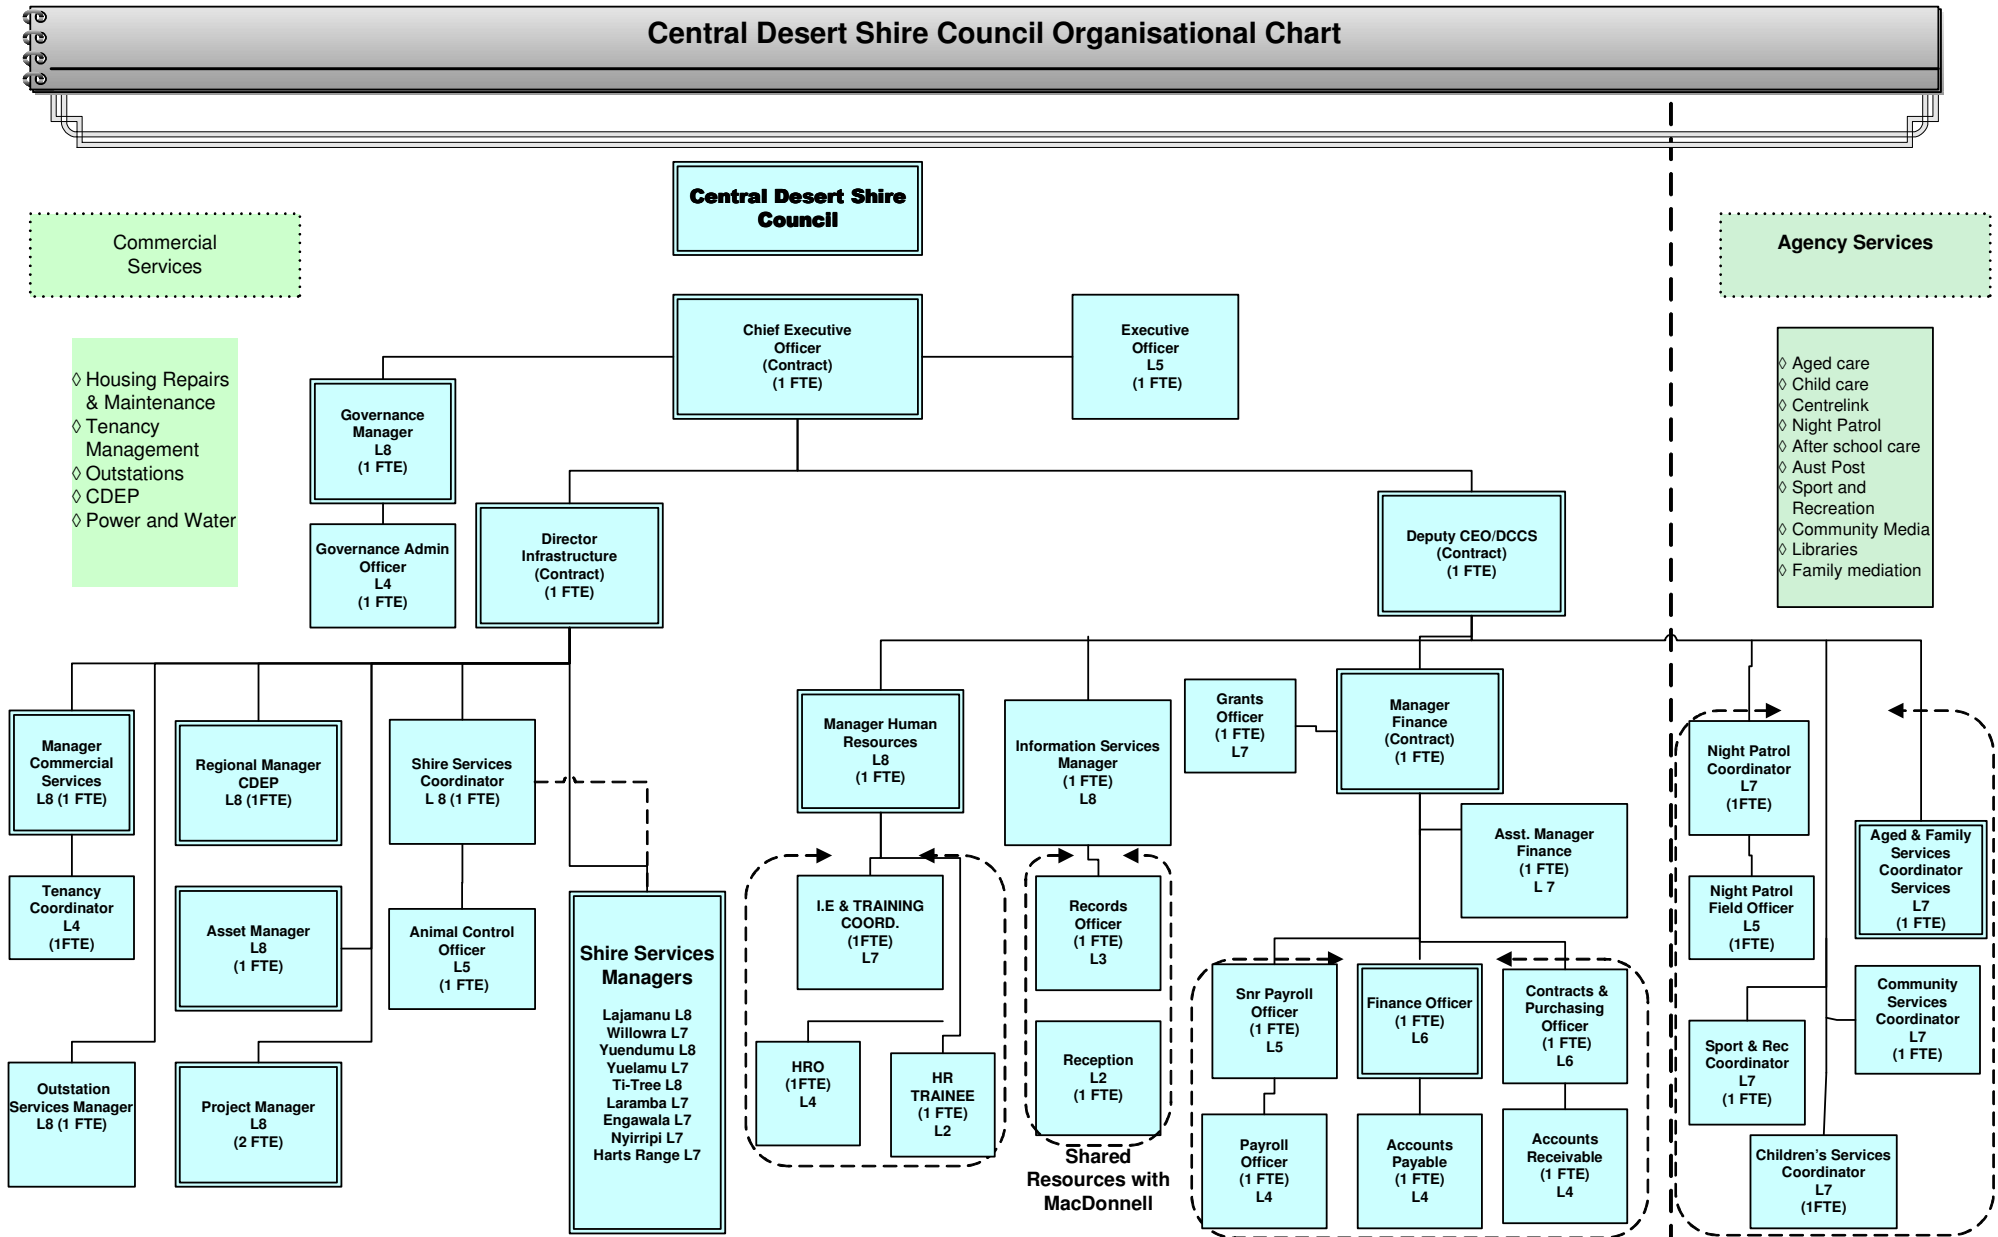 Central Desert Shire Council Organisational Chart
Central Desert Shire
Council
Commercial
Services
Agency Services
◊ Housing Repairs
& Maintenance
◊ Tenancy
Management
◊ Outstations
◊ CDEP
◊ Power and Water
Chief Executive
Officer
(Contract)
(1 FTE)
Executive
Officer
L5
(1 FTE)
◊ Aged care
◊ Child care
◊ Centrelink
◊ Night Patrol
◊ After school care
◊ Aust Post
◊ Sport and
Recreation
◊ Community Media
◊ Libraries
◊ Family mediation
Governance
Manager
L8
(1 FTE)
Governance Admin
Officer
L4
(1 FTE)
Director
Infrastructure
(Contract)
(1 FTE)
Deputy CEO/DCCS
(Contract)
(1 FTE)
Manager
Commercial
Services
L8 (1 FTE)
Regional Manager
CDEP
L8 (1FTE)
Shire Services
Coordinator
L 8 (1 FTE)
Manager Human
Resources
L8
(1 FTE)
Information Services
Manager
(1 FTE)
L8
Grants
Officer
(1 FTE)
L7
Manager
Finance
(Contract)
(1 FTE)
Night Patrol
Coordinator
L7
(1FTE)
Asst. Manager
Finance
(1 FTE)
L 7
Aged & Family
Services
Coordinator
Services
L7
(1 FTE)
Tenancy
Coordinator
L4
(1FTE)
Asset Manager
L8
(1 FTE)
Animal Control
Officer
L5
(1 FTE)
Shire Services
Managers
Lajamanu L8
Willowra L7
Yuendumu L8
Yuelamu L7
Ti-Tree L8
Laramba L7
Engawala L7
Nyirripi L7
Harts Range L7
I.E & TRAINING
COORD.
(1FTE)
L7
Records
Officer
(1 FTE)
L3
Night Patrol
Field Officer
L5
(1FTE)
Snr Payroll
Officer
(1 FTE)
L5
Finance Officer
(1 FTE)
L6
Contracts &
Purchasing
Officer
(1 FTE)
L6
Community
Services
Coordinator
L7
(1 FTE)
Outstation
Services Manager
L8 (1 FTE)
Project Manager
L8
(2 FTE)
HRO
(1FTE)
L4
HR
TRAINEE
(1 FTE)
L2
Reception
L2
(1 FTE)
Shared
Resources with
MacDonnell
Sport & Rec
Coordinator
L7
(1 FTE)
Payroll
Officer
(1 FTE)
L4
Accounts
Payable
(1 FTE)
L4
Accounts
Receivable
(1 FTE)
L4
Children's Services
Coordinator
L7
(1FTE)